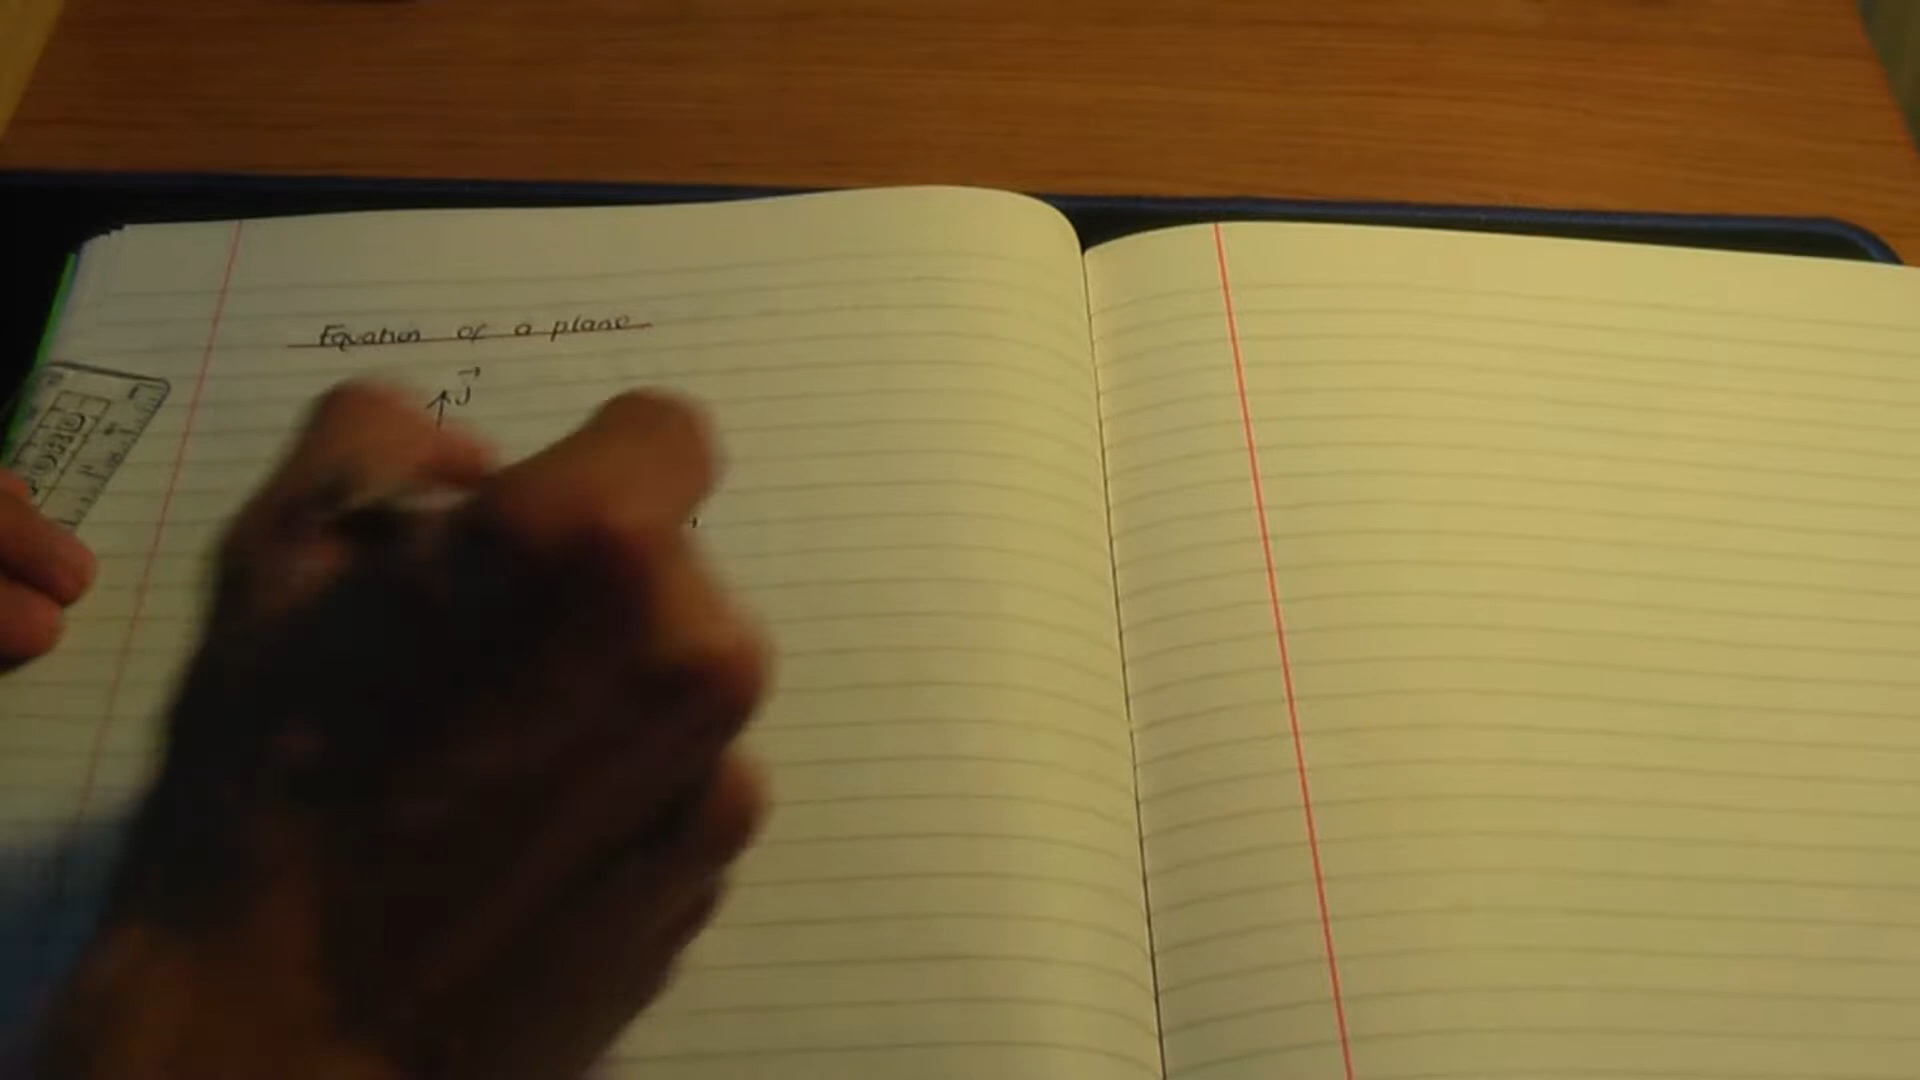 Equation of a plane
j